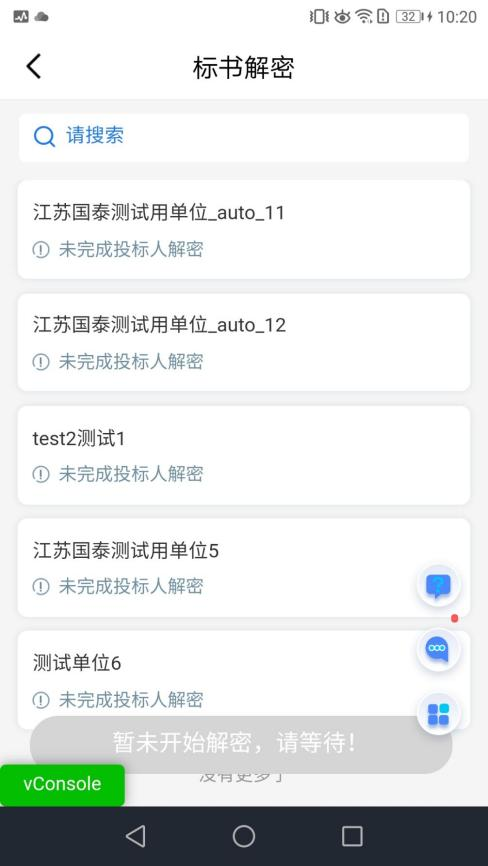 32
10:20
标书解密
请搜索
江苏国泰测试用单位_auto_11
未完成投标人解密
江苏国泰测试用单位_auto_12
未完成投标人解密
test2测试1
未完成投标人解密
江苏国泰测试用单位5
未完成投标人解密
测试单位6
未完成投标人解密
暂未开始解密，请等待！
没有更多了
vConsole